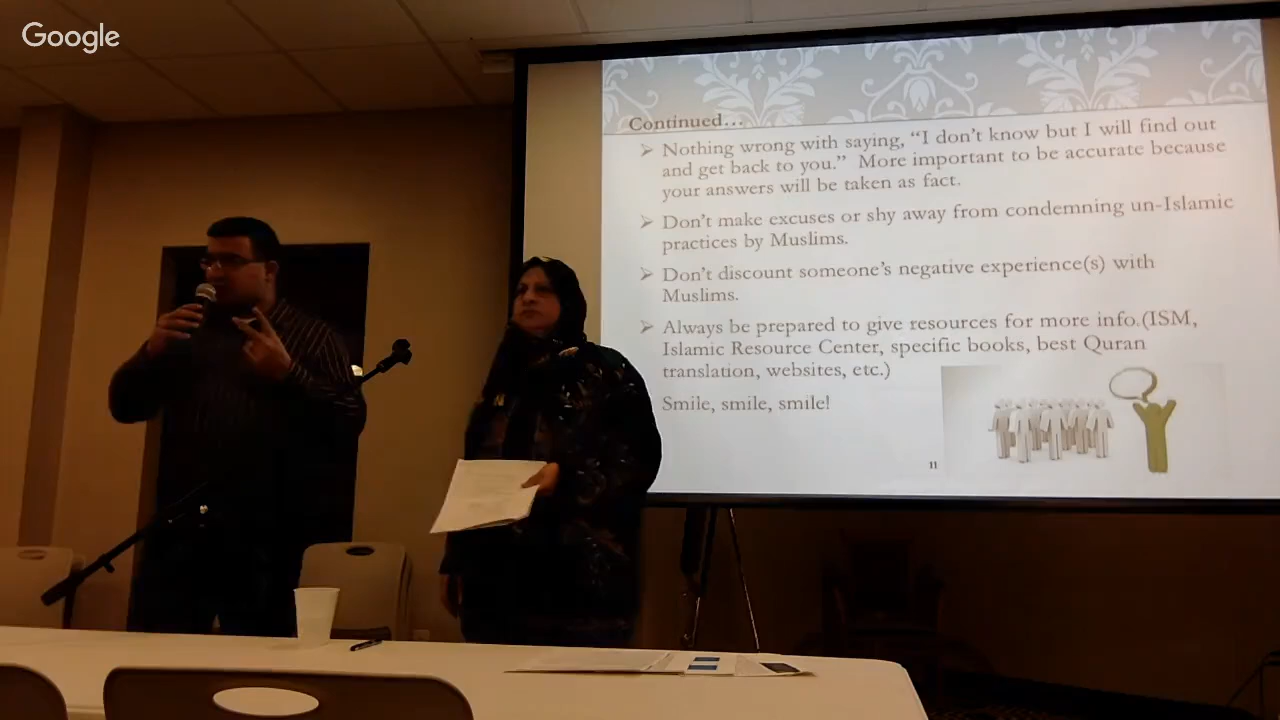 Google
Continued…
Nothing wrong with saying, “I don’t know but I will find out
and get back to you.” More important to be accurate because
your answers will be taken as fact.
Don’t make excuses or shy away from condemning un-Islamic
practices by Muslims.
Don’t discount someone’s negative experience(s) with
Muslims.
Always be prepared to give resources for more info.(ISM,
Islamic Resource Center, specific books, best Quran
translation, websites, etc.)
Smile, smile, smile!
11